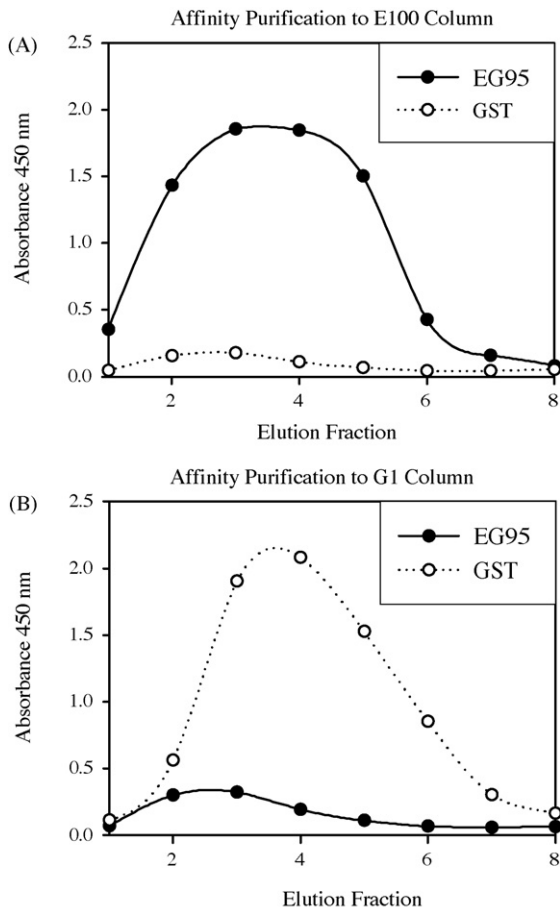 Affinity Purification to E100 Column
(A)
EG95
GST
Absorbance 450 nm
2.5
2.0
1.5
1.0
0.5
0.0
2 4 6 8
Elution Fraction
Affinity Purification to G1 Column
(B)
EG95
GST
Absorbance 450 nm
2.5
2.0
1.5
1.0
0.5
0.0
2 4 6 8
Elution Fraction